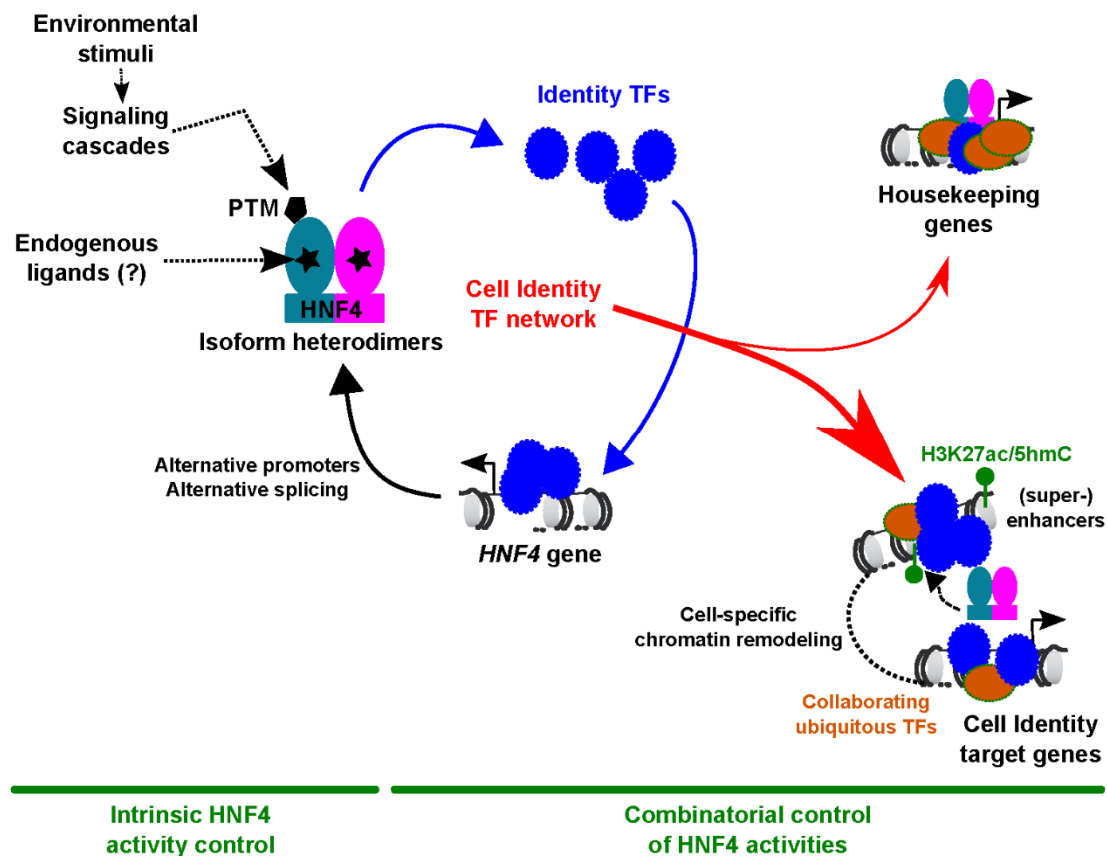 Environmental
stimuli
Signaling
cascades
PTM
Endogenous
ligands (?)
HNF4
Isoform heterodimers
Alternative promoters
Alternative splicing
HNF4 gene
Identity TFs
Cell Identity
TF network
Housekeeping
genes
H3K27ac/5hmC
(super-)
enhancers
Cell-specific
chromatin remodeling
Collaborating
ubiquitous TFs
Cell Identity
target genes
Intrinsic HNF4
activity control
Combinatorial control
of HNF4 activities